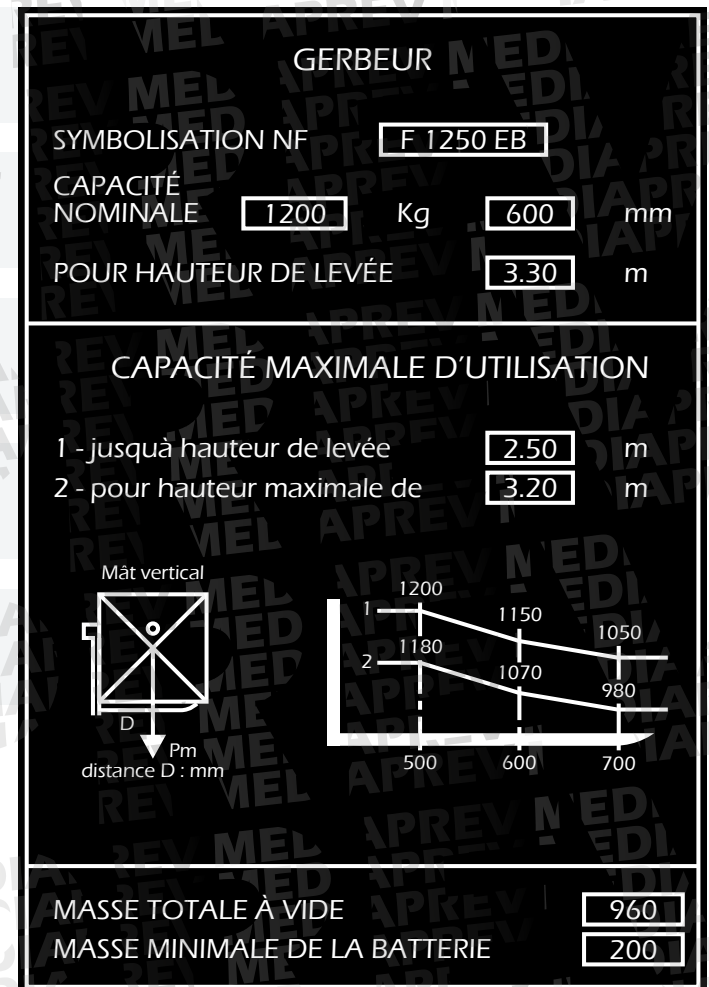 GERBEUR
SYMBOLISATION NF F 1250 EB
CAPACITÉ
NOMINALE 1200 Kg 600 mm
POUR HAUTEUR DE LEVÉE 3.30 m
CAPACITÉ MAXIMALE D'UTILISATION
1 - jusquà hauteur de levée 2.50 m
2 - pour hauteur maximale de 3.20 m
Mât vertical
D
Pm
distance D : mm
1200
1 1150
1050
2 1180
1070
980
500 600 700
MASSE TOTALE À VIDE 960
MASSE MINIMALE DE LA BATTERIE 200